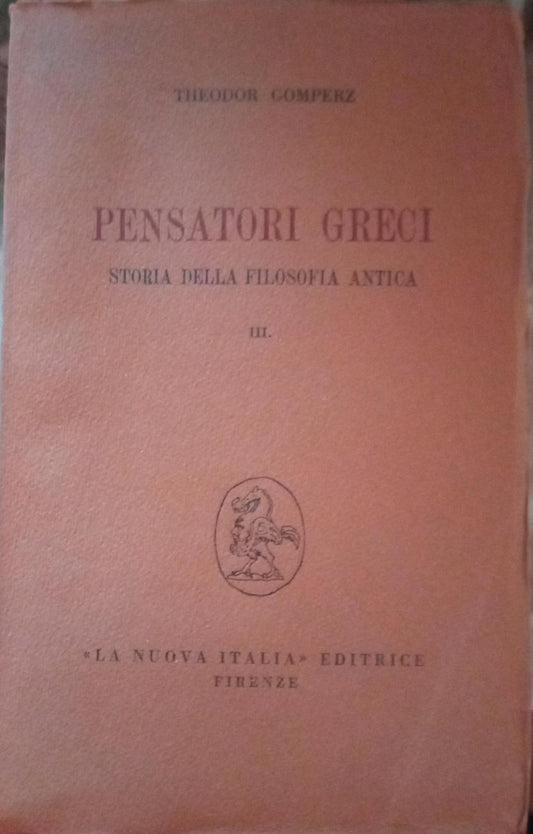 THEODOR GOMPERZ
PENSATORI GRECI
STORIA DELLA FILOSOFIA ANTICA
III.
«LA NUOVA ITALIA» EDITRICE
FIRENZE